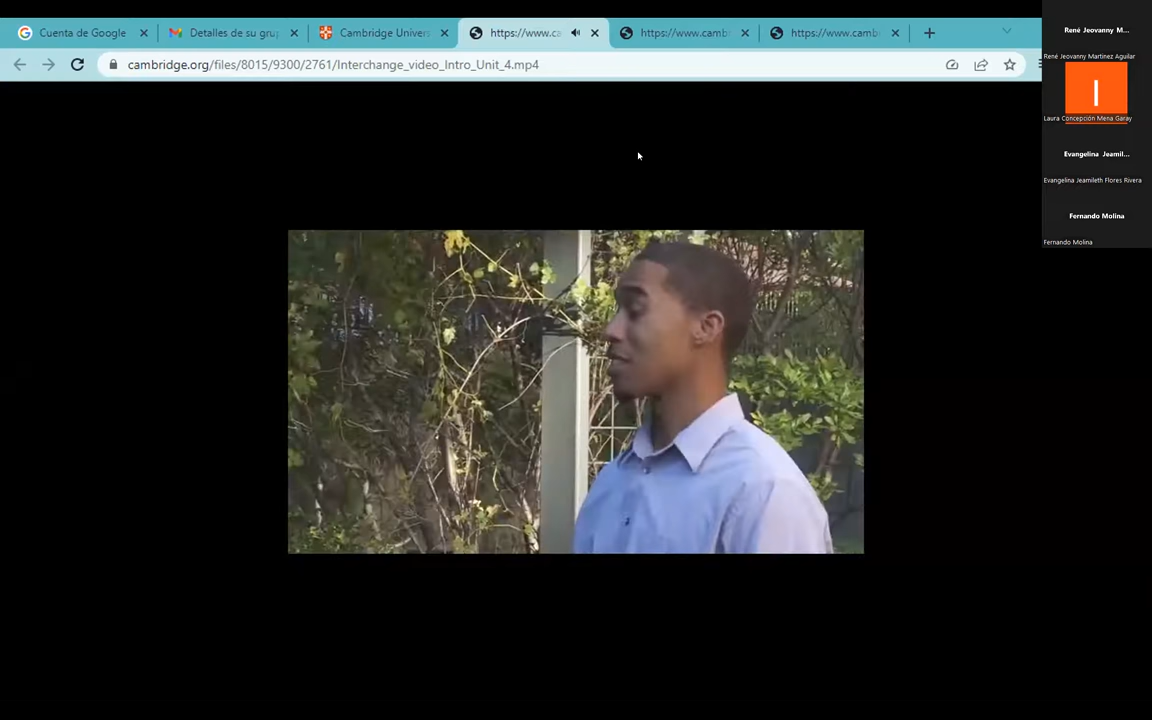 Cuenta de Google
Detalles de su gru
Cambridge Univers
https://www.ca
https://www.camb
https://www.camb
cambridge.org/files/8015/9300/2761/Interchange_video_Intro_Unit_4.mp4
René Jeovanny M...
René Jeovanny Martínez Aguilar
I
Laura Concepción Mena Garay
Evangelina Jeamil...
Evangelina Jeamileth Flores Rivera
Fernando Molina
Fernando Molina